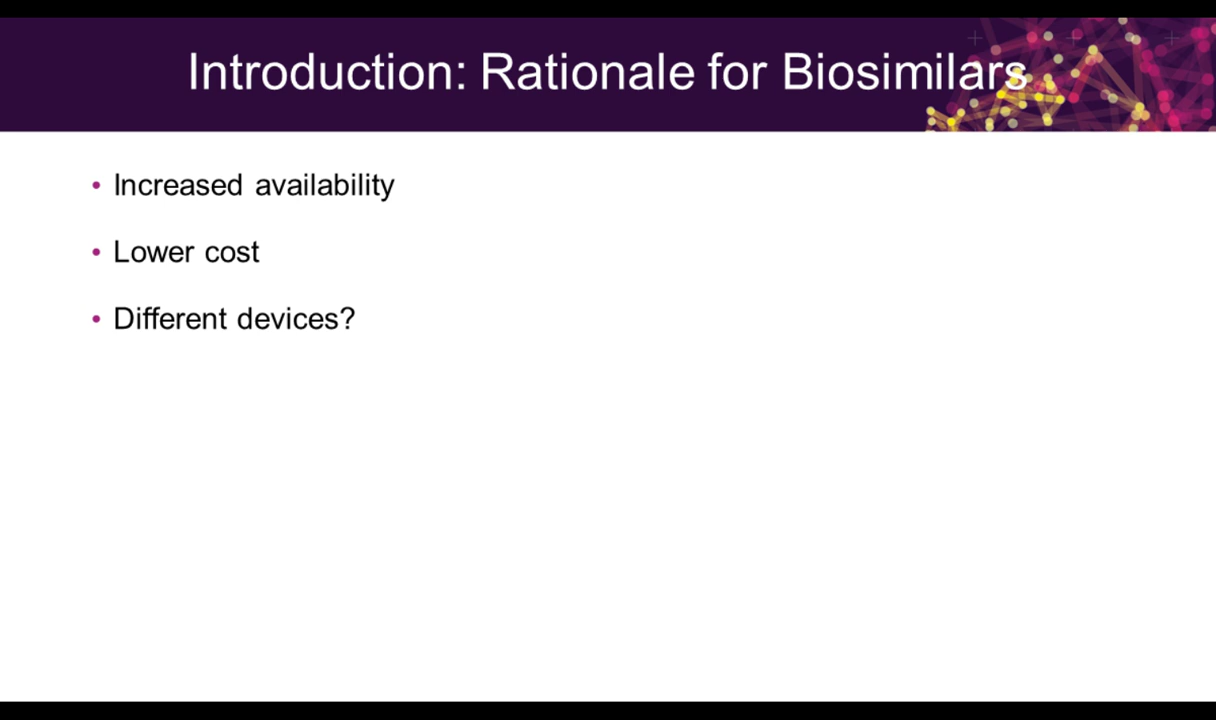 Introduction: Rationale for Biosimilars
• Increased availability
• Lower cost
• Different devices?